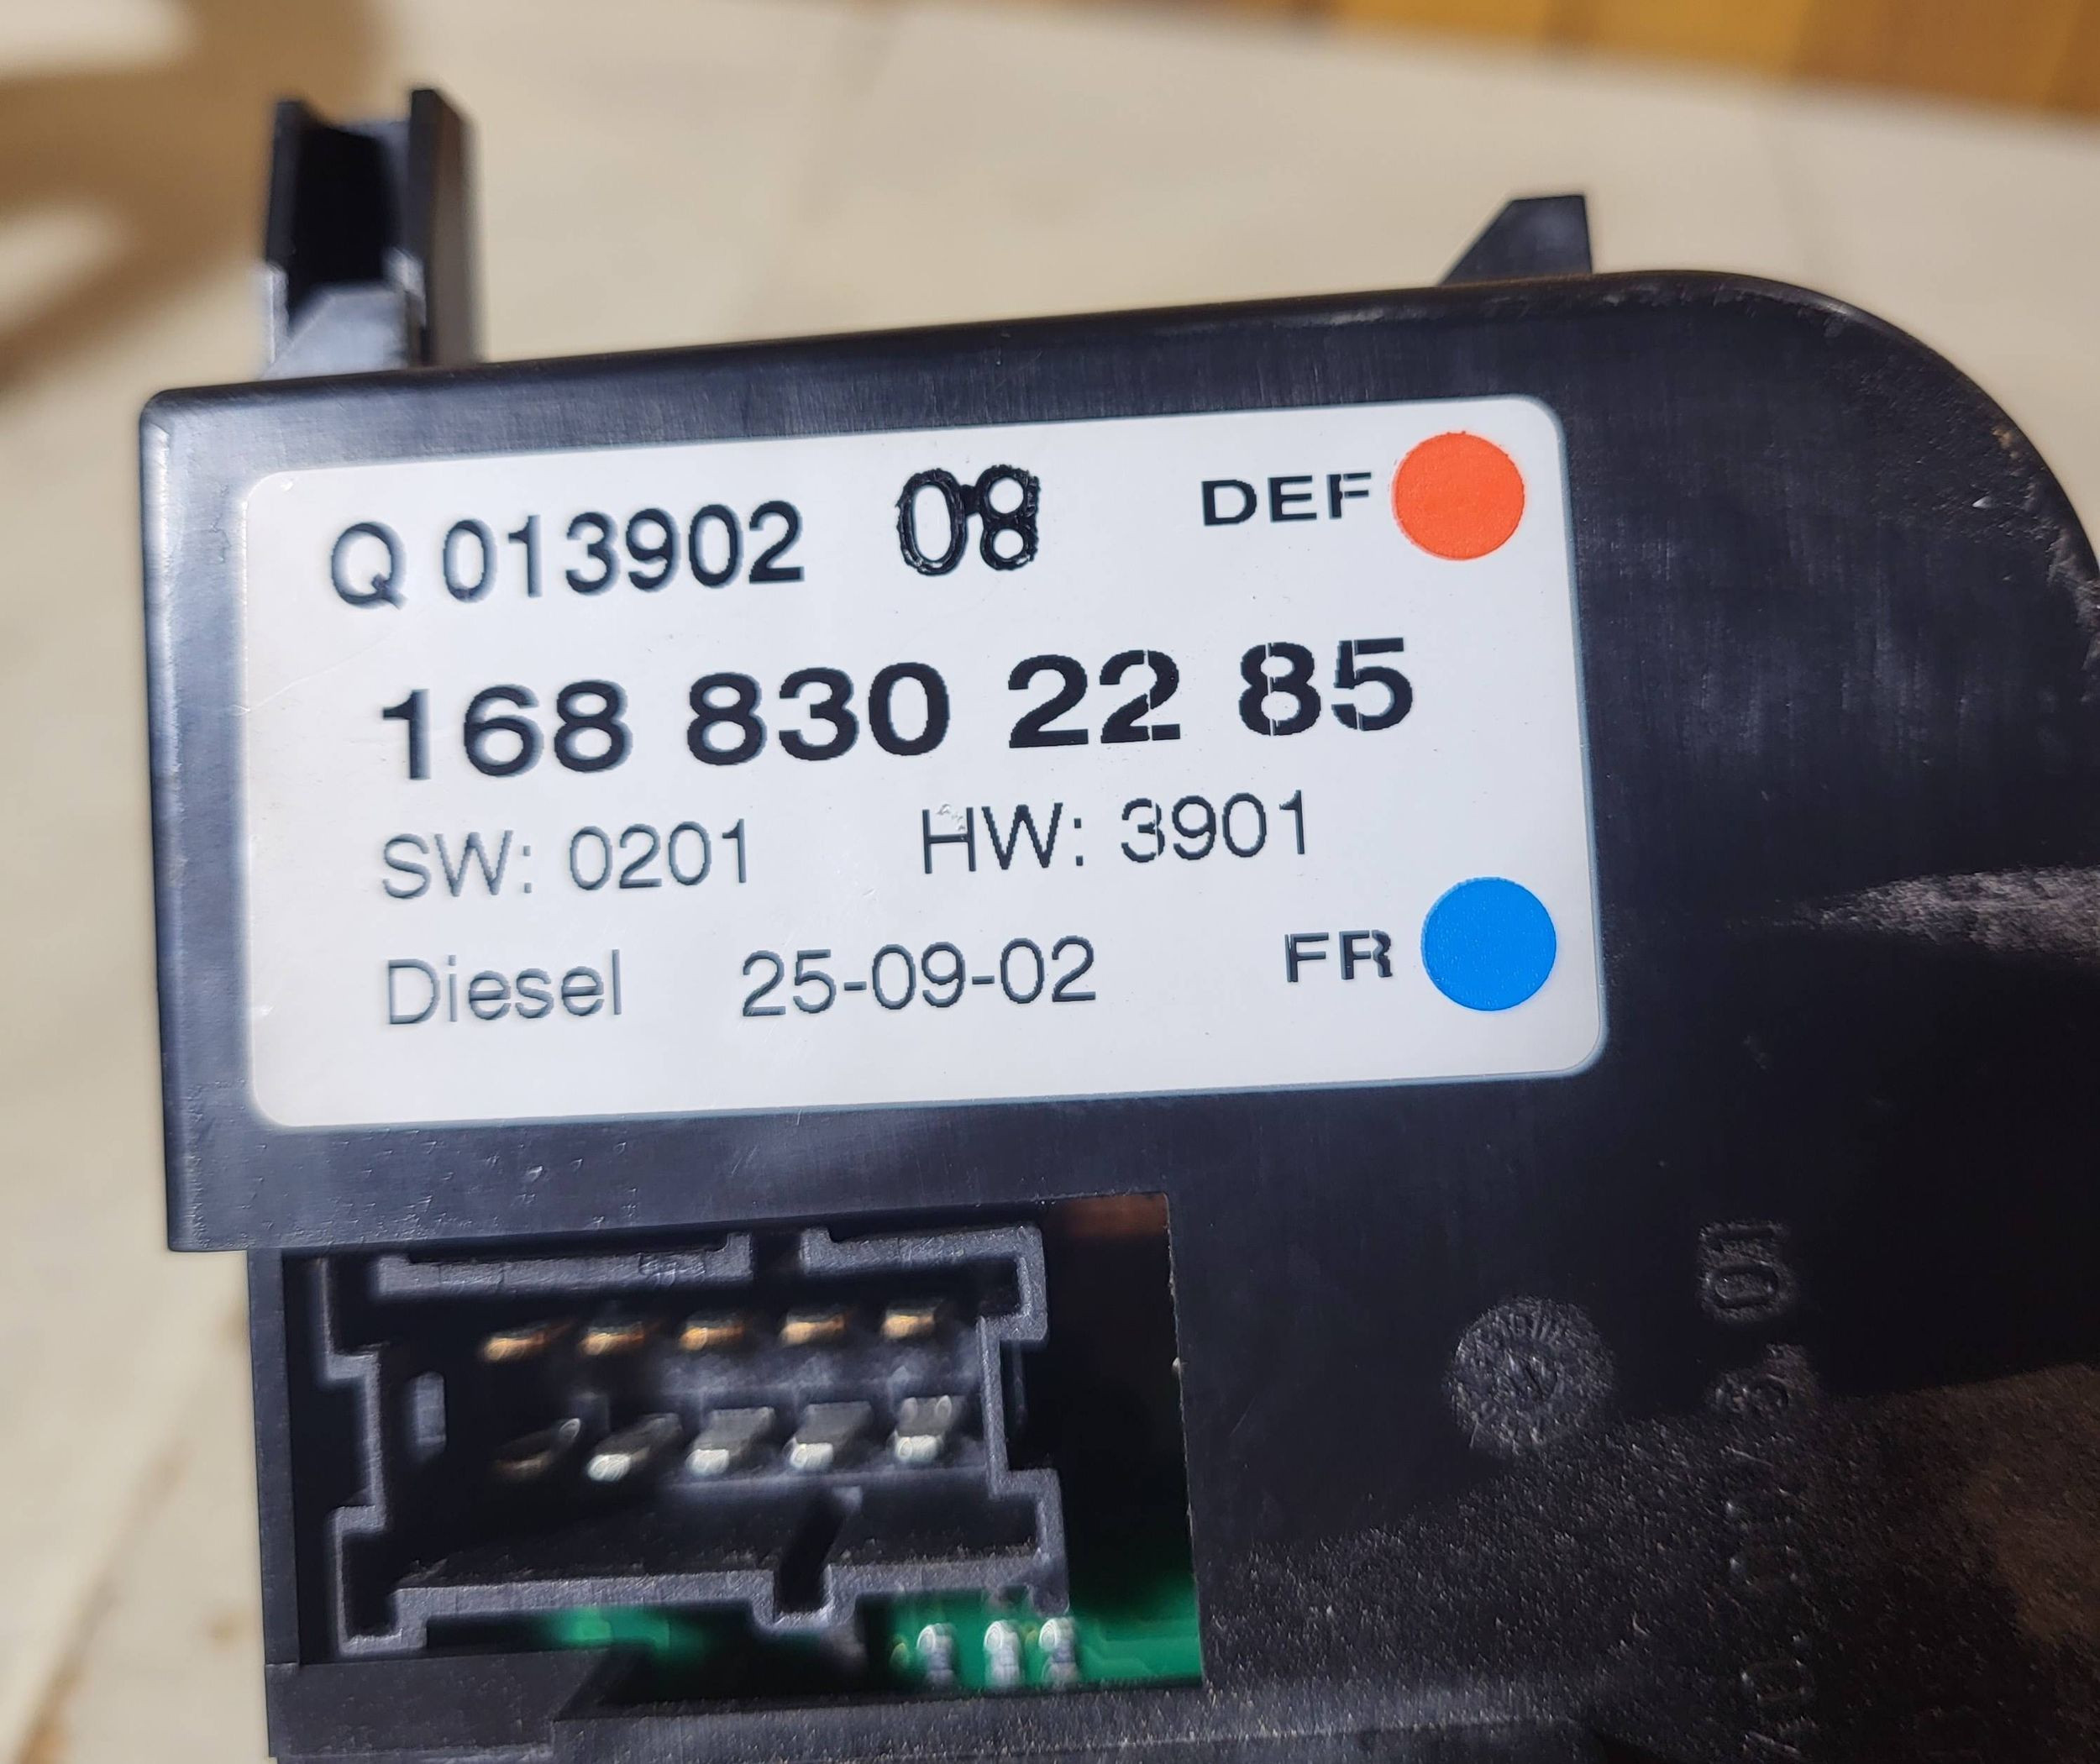 Q 013902 08 DEF
168 830 22 85
SW: 0201 HW: 3901
Diesel 25-09-02 FR